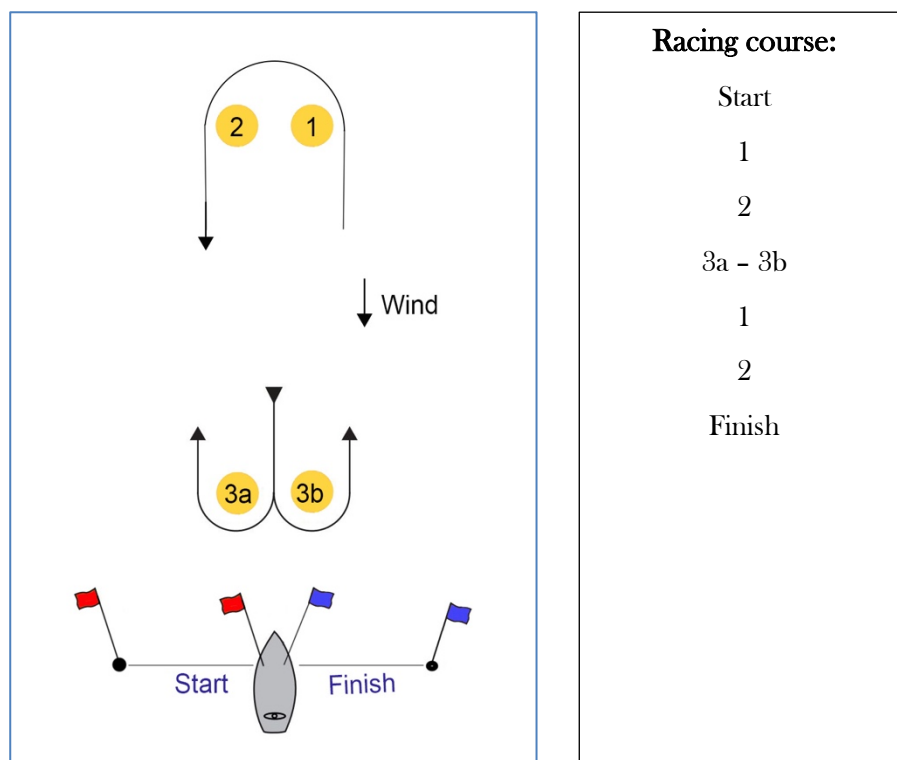 2
1
Wind
3a
3b
Start
Finish
Racing course:
Start
1
2
3a – 3b
1
2
Finish